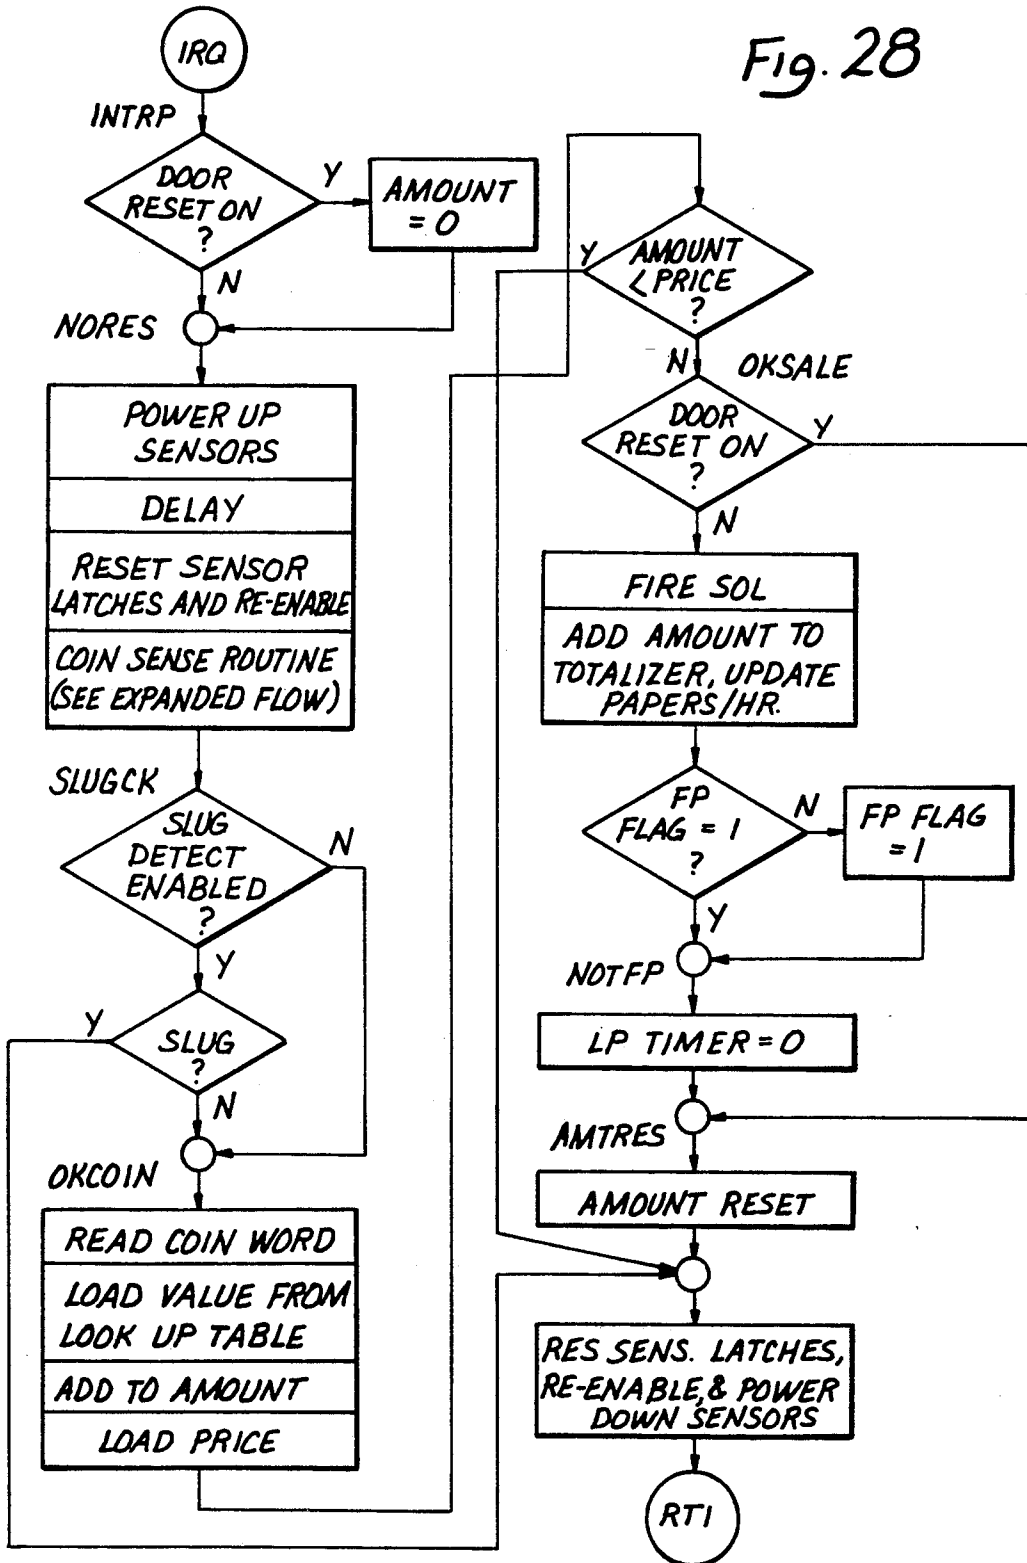 Fig. 28
IRQ
INTRP
DOOR
RESET ON
?
Y
N
AMOUNT
= 0
NORES
POWER UP
SENSORS
DELAY
RESET SENSOR
LATCHES AND RE-ENABLE
COIN SENSE ROUTINE
(SEE EXPANDED FLOW)
SLUGCK
SLUG
DETECT
ENABLED
?
N
Y
SLUG
?
Y
N
OKCOIN
READ COIN WORD
LOAD VALUE FROM
LOOK UP TABLE
ADD TO AMOUNT
LOAD PRICE
AMOUNT
< PRICE
?
Y
N
OKSALE
DOOR
RESET ON
?
Y
N
FIRE SOL
ADD AMOUNT TO
TOTALIZER, UPDATE
PAPERS/HR.
FP
FLAG = 1
?
N
Y
FP FLAG
= 1
NOTFP
LP TIMER = 0
AMTRES
AMOUNT RESET
RES SENS. LATCHES,
RE-ENABLE, & POWER
DOWN SENSORS
RTI